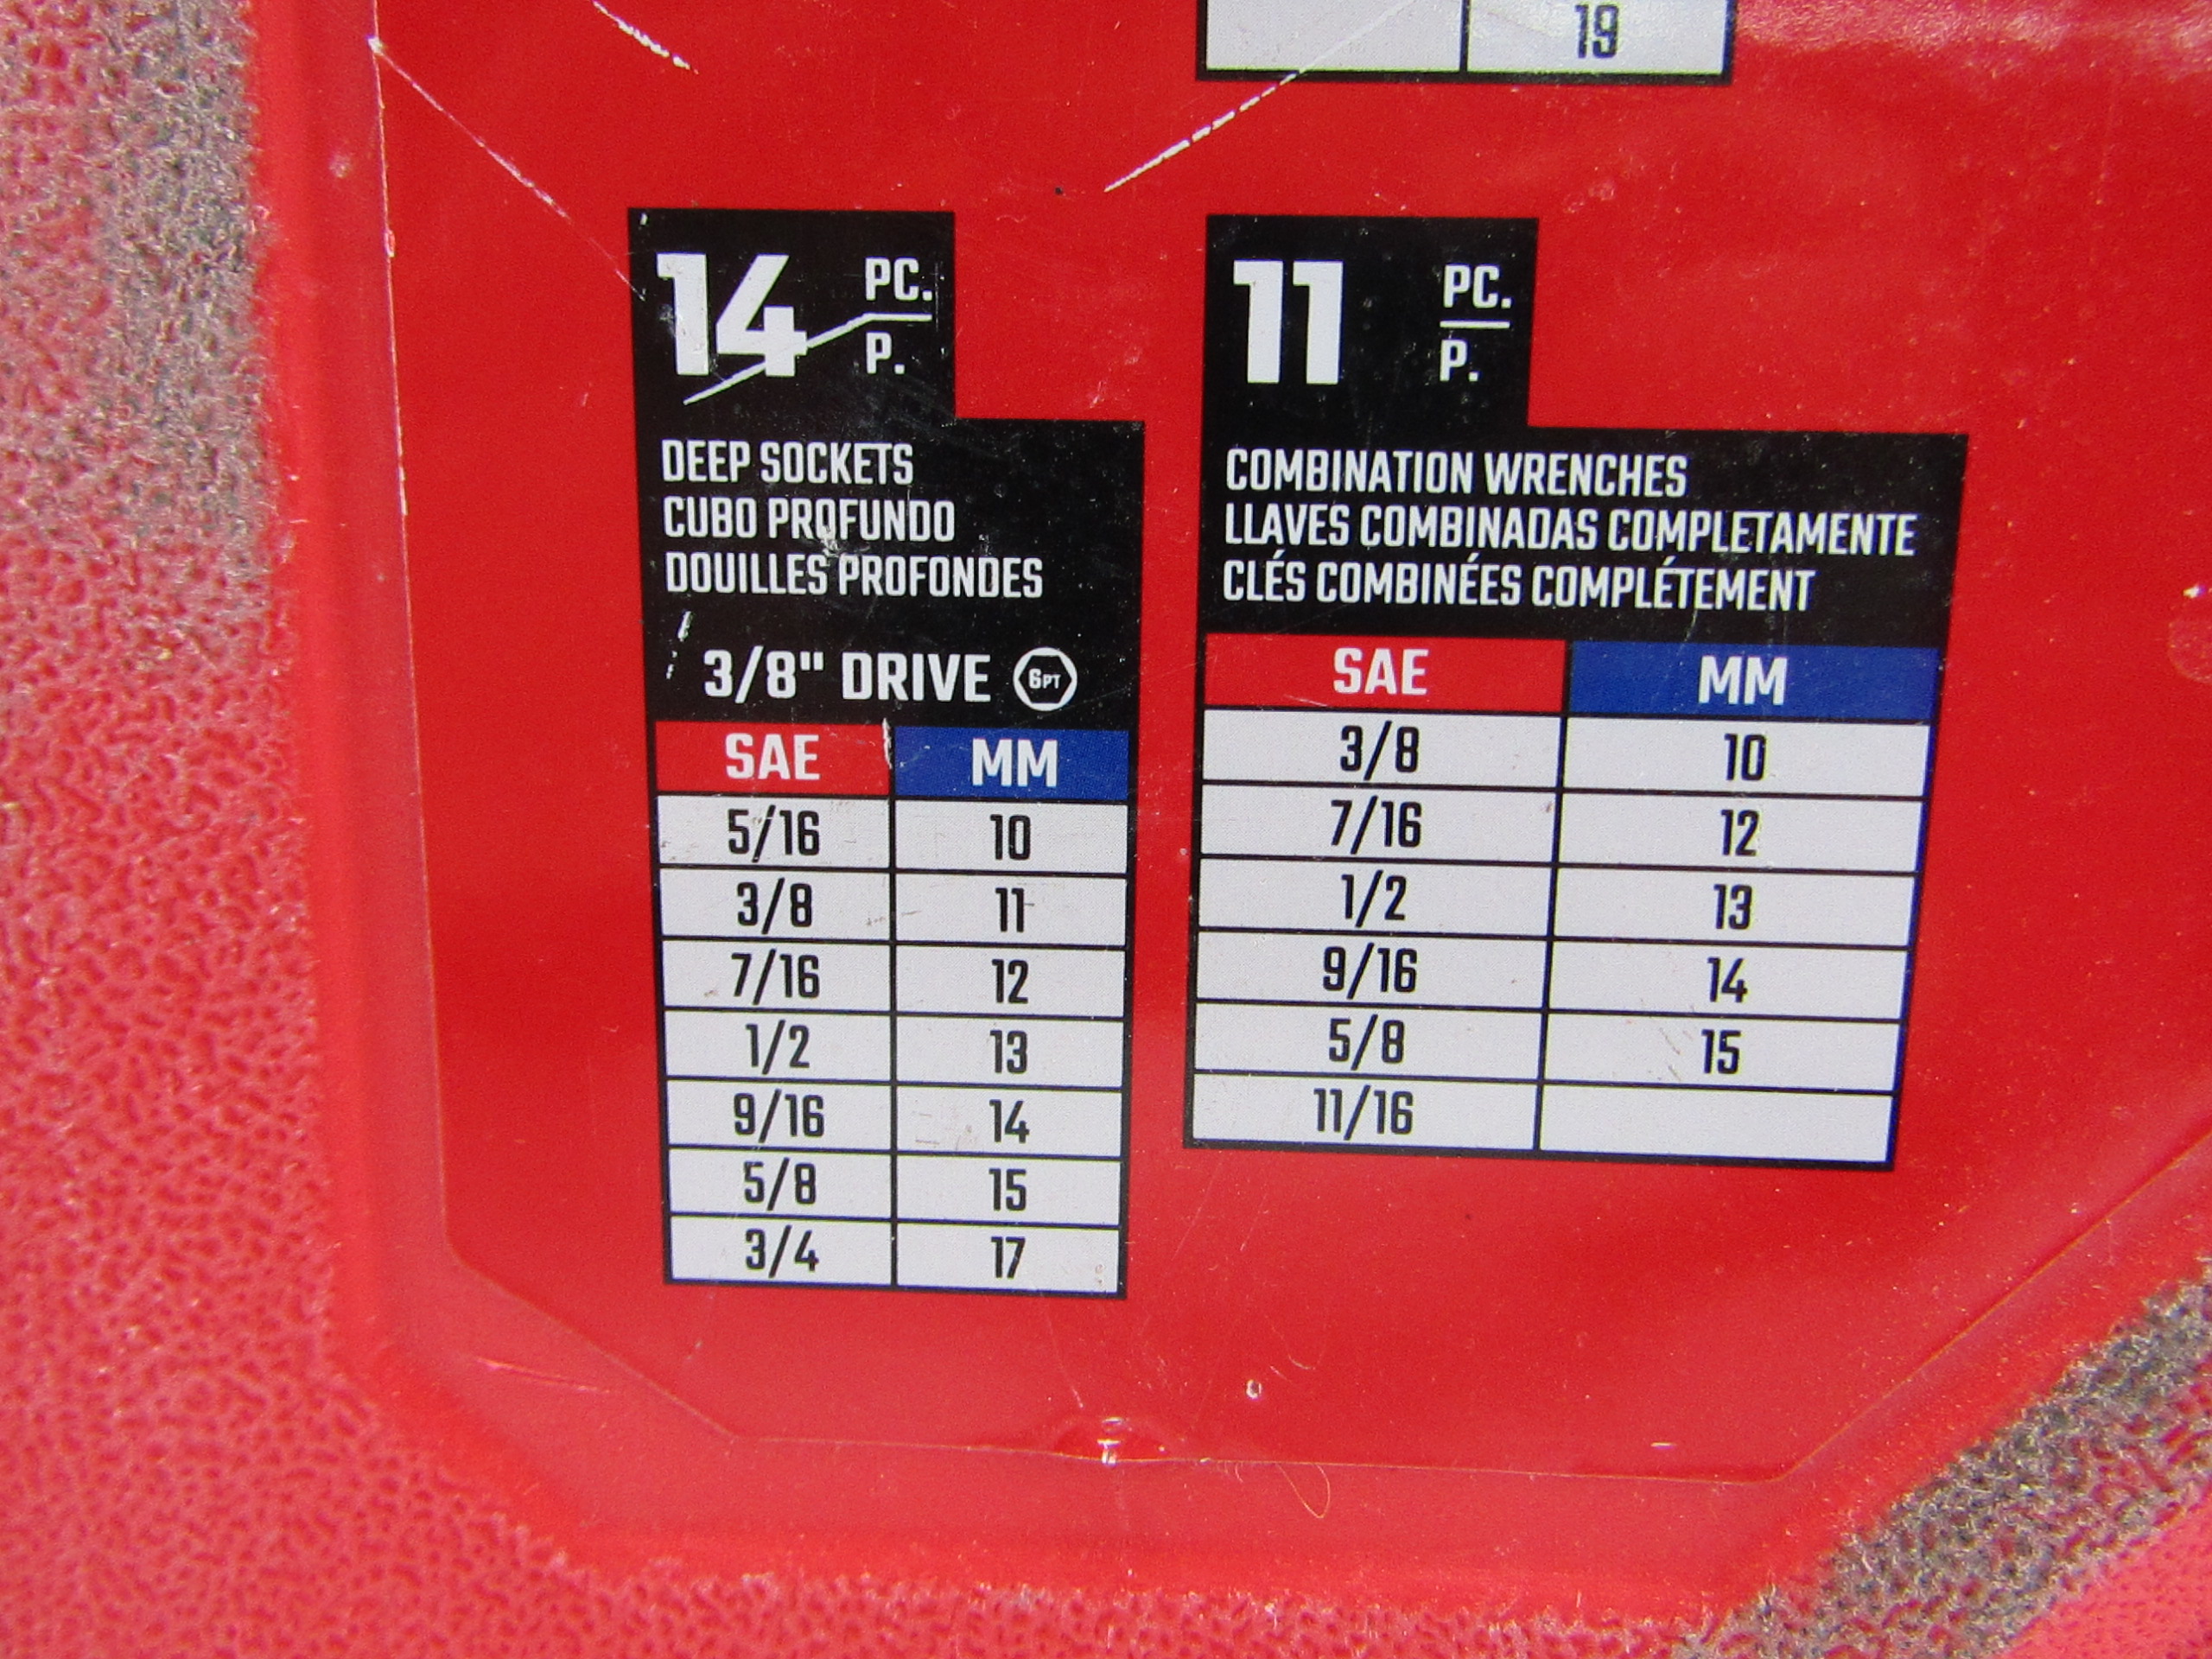 19
14 PC.
P.
DEEP SOCKETS
CUBO PROFUNDO
DOUILLES PROFONDES
3/8" DRIVE 6PT
SAE MM
5/16 10
3/8 11
7/16 12
1/2 13
9/16 14
5/8 15
3/4 17
11 PC.
P.
COMBINATION WRENCHES
LLAVES COMBINADAS COMPLETAMENTE
CLÉS COMBINÉES COMPLÉTEMENT
SAE MM
3/8 10
7/16 12
1/2 13
9/16 14
5/8 15
11/16